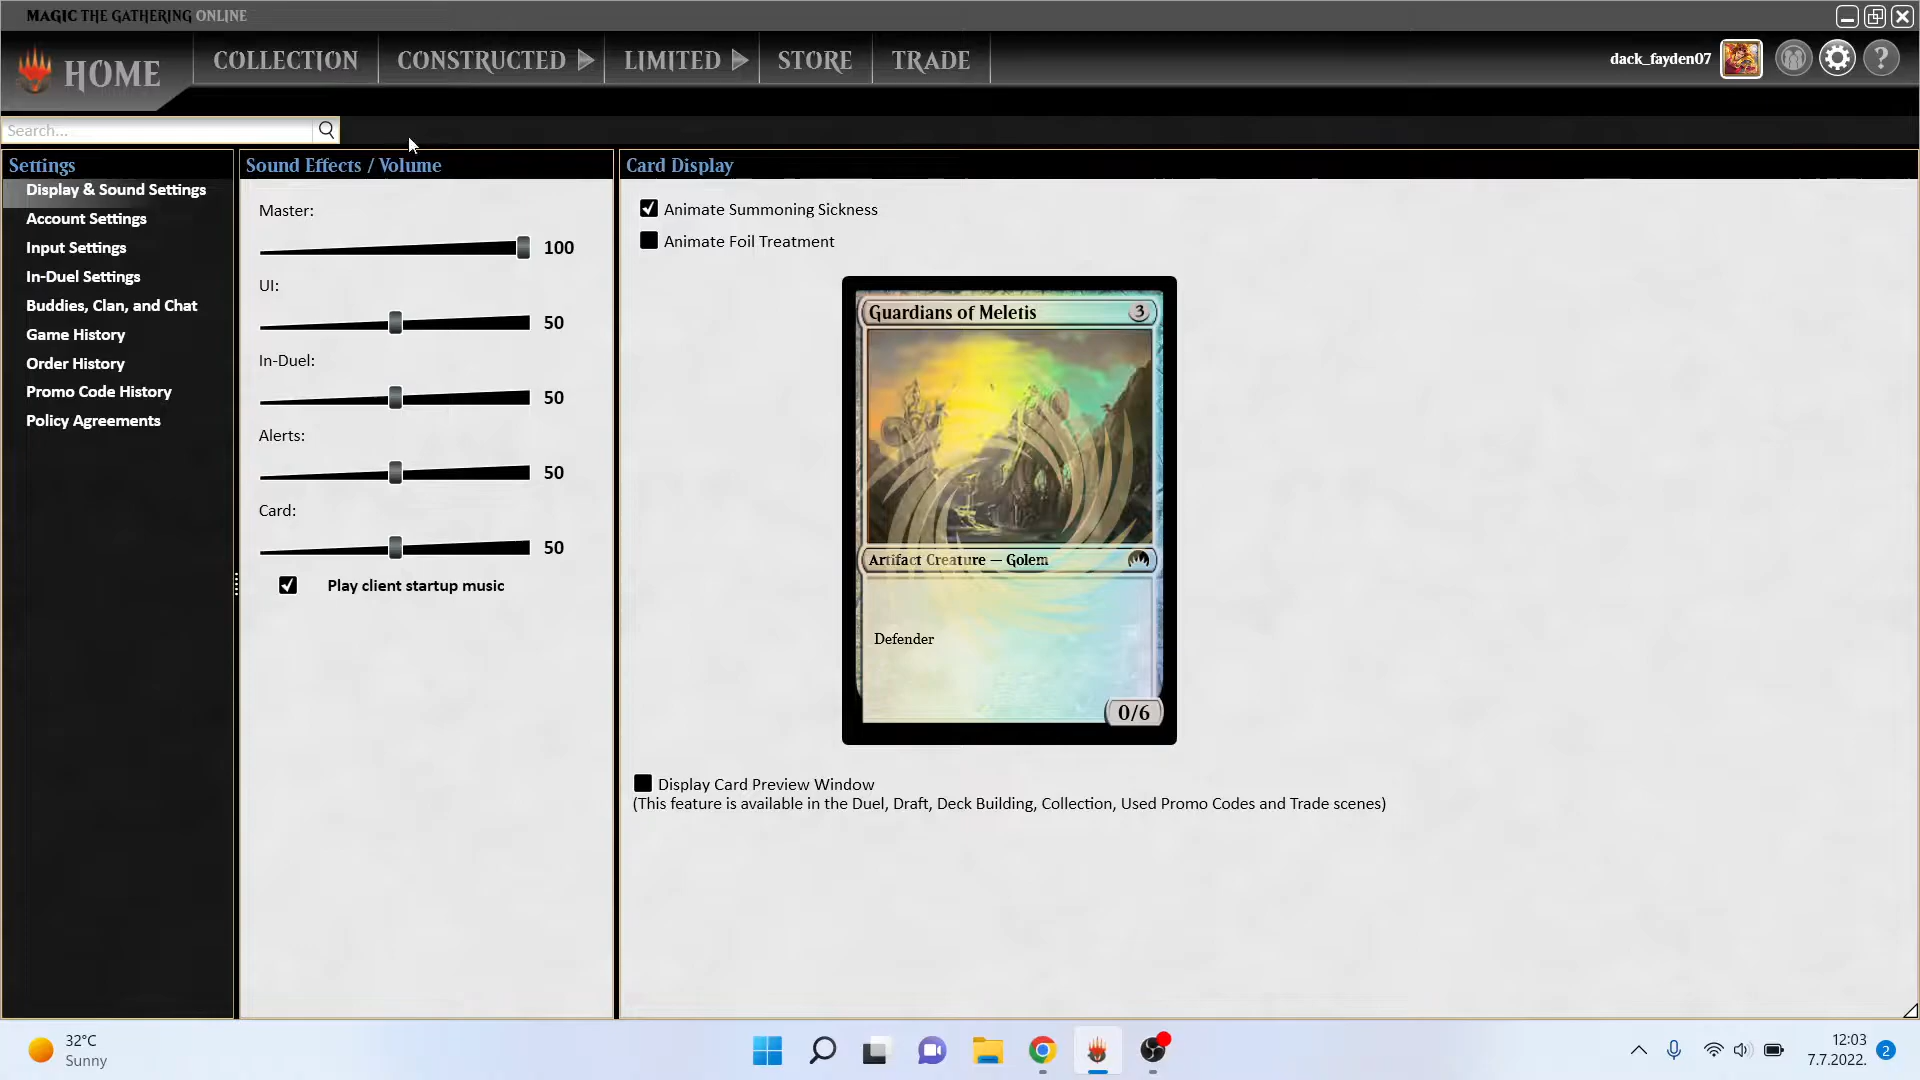 MAGIC THE GATHERING ONLINE
HOME
COLLECTION
CONSTRUCTED
LIMITED
STORE
TRADE
dack_fayden07
?
Search...
Settings
Display & Sound Settings
Account Settings
Input Settings
In-Duel Settings
Buddies, Clan, and Chat
Game History
Order History
Promo Code History
Policy Agreements
Sound Effects / Volume
Master:
100
UI:
50
In-Duel:
50
Alerts:
50
Card:
50
Play client startup music
Card Display
Animate Summoning Sickness
Animate Foil Treatment
Guardians of Meletis 3
Artifact Creature — Golem
Defender
0/6
Display Card Preview Window
(This feature is available in the Duel, Draft, Deck Building, Collection, Used Promo Codes and Trade scenes)
32°C
Sunny
12:03
7.7.2022.
2